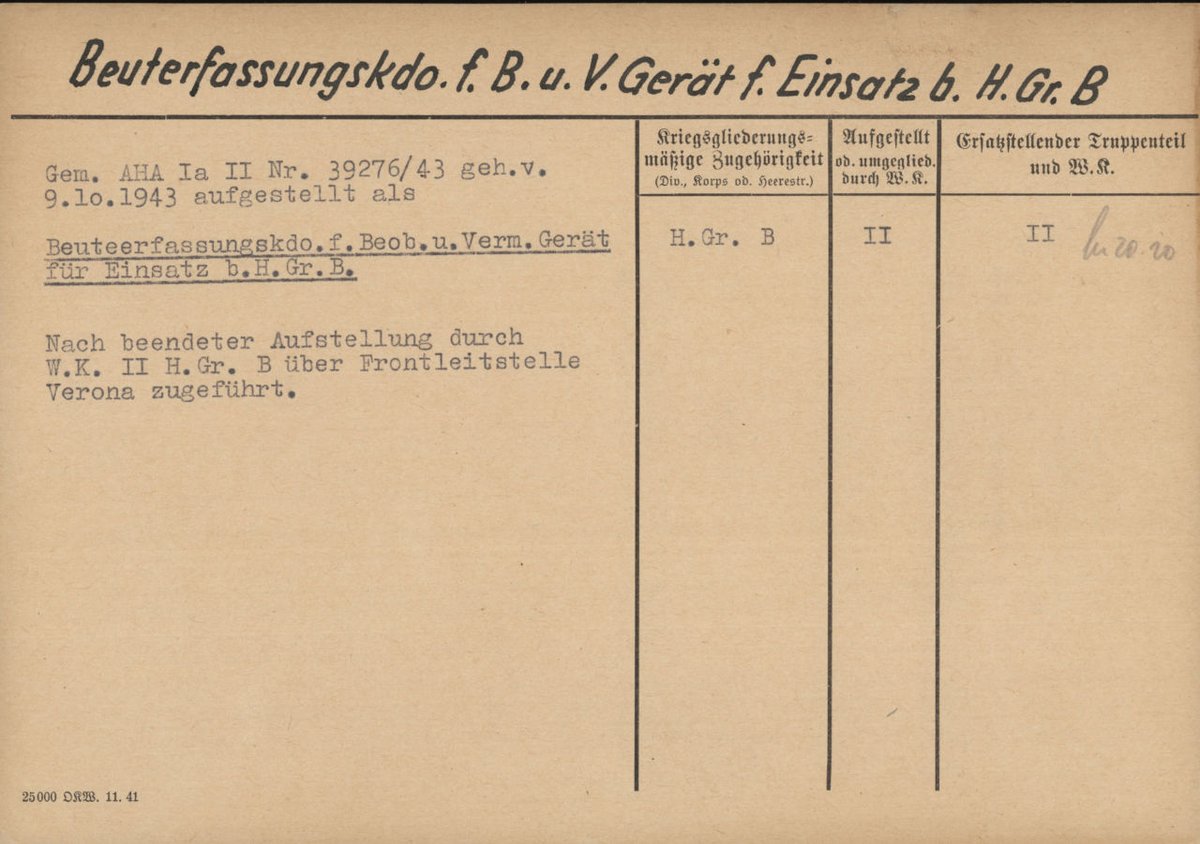 Beuterfassungskdo. f. B. u. V. Gerät f. Einsatz b. H. Gr. B
Kriegsgliederungs-
mäßige Zugehörigkeit
(Div., Korps od. Heerestr.)
Aufgestellt
od. umgeglied.
durch W.K.
Ersatzstellender Truppenteil
und W.K.
Gem. AHA Ia II Nr. 39276/43 geh.v.
9.1o.1943 aufgestellt als
Beuteerfassungskdo.f.Beob.u.Verm.Gerät
für Einsatz b.H.Gr.B.
Nach beendeter Aufstellung durch
W.K. II H.Gr. B über Frontleitstelle
Verona zugeführt.
H.Gr. B
II
II
25000 OKW. 11. 41